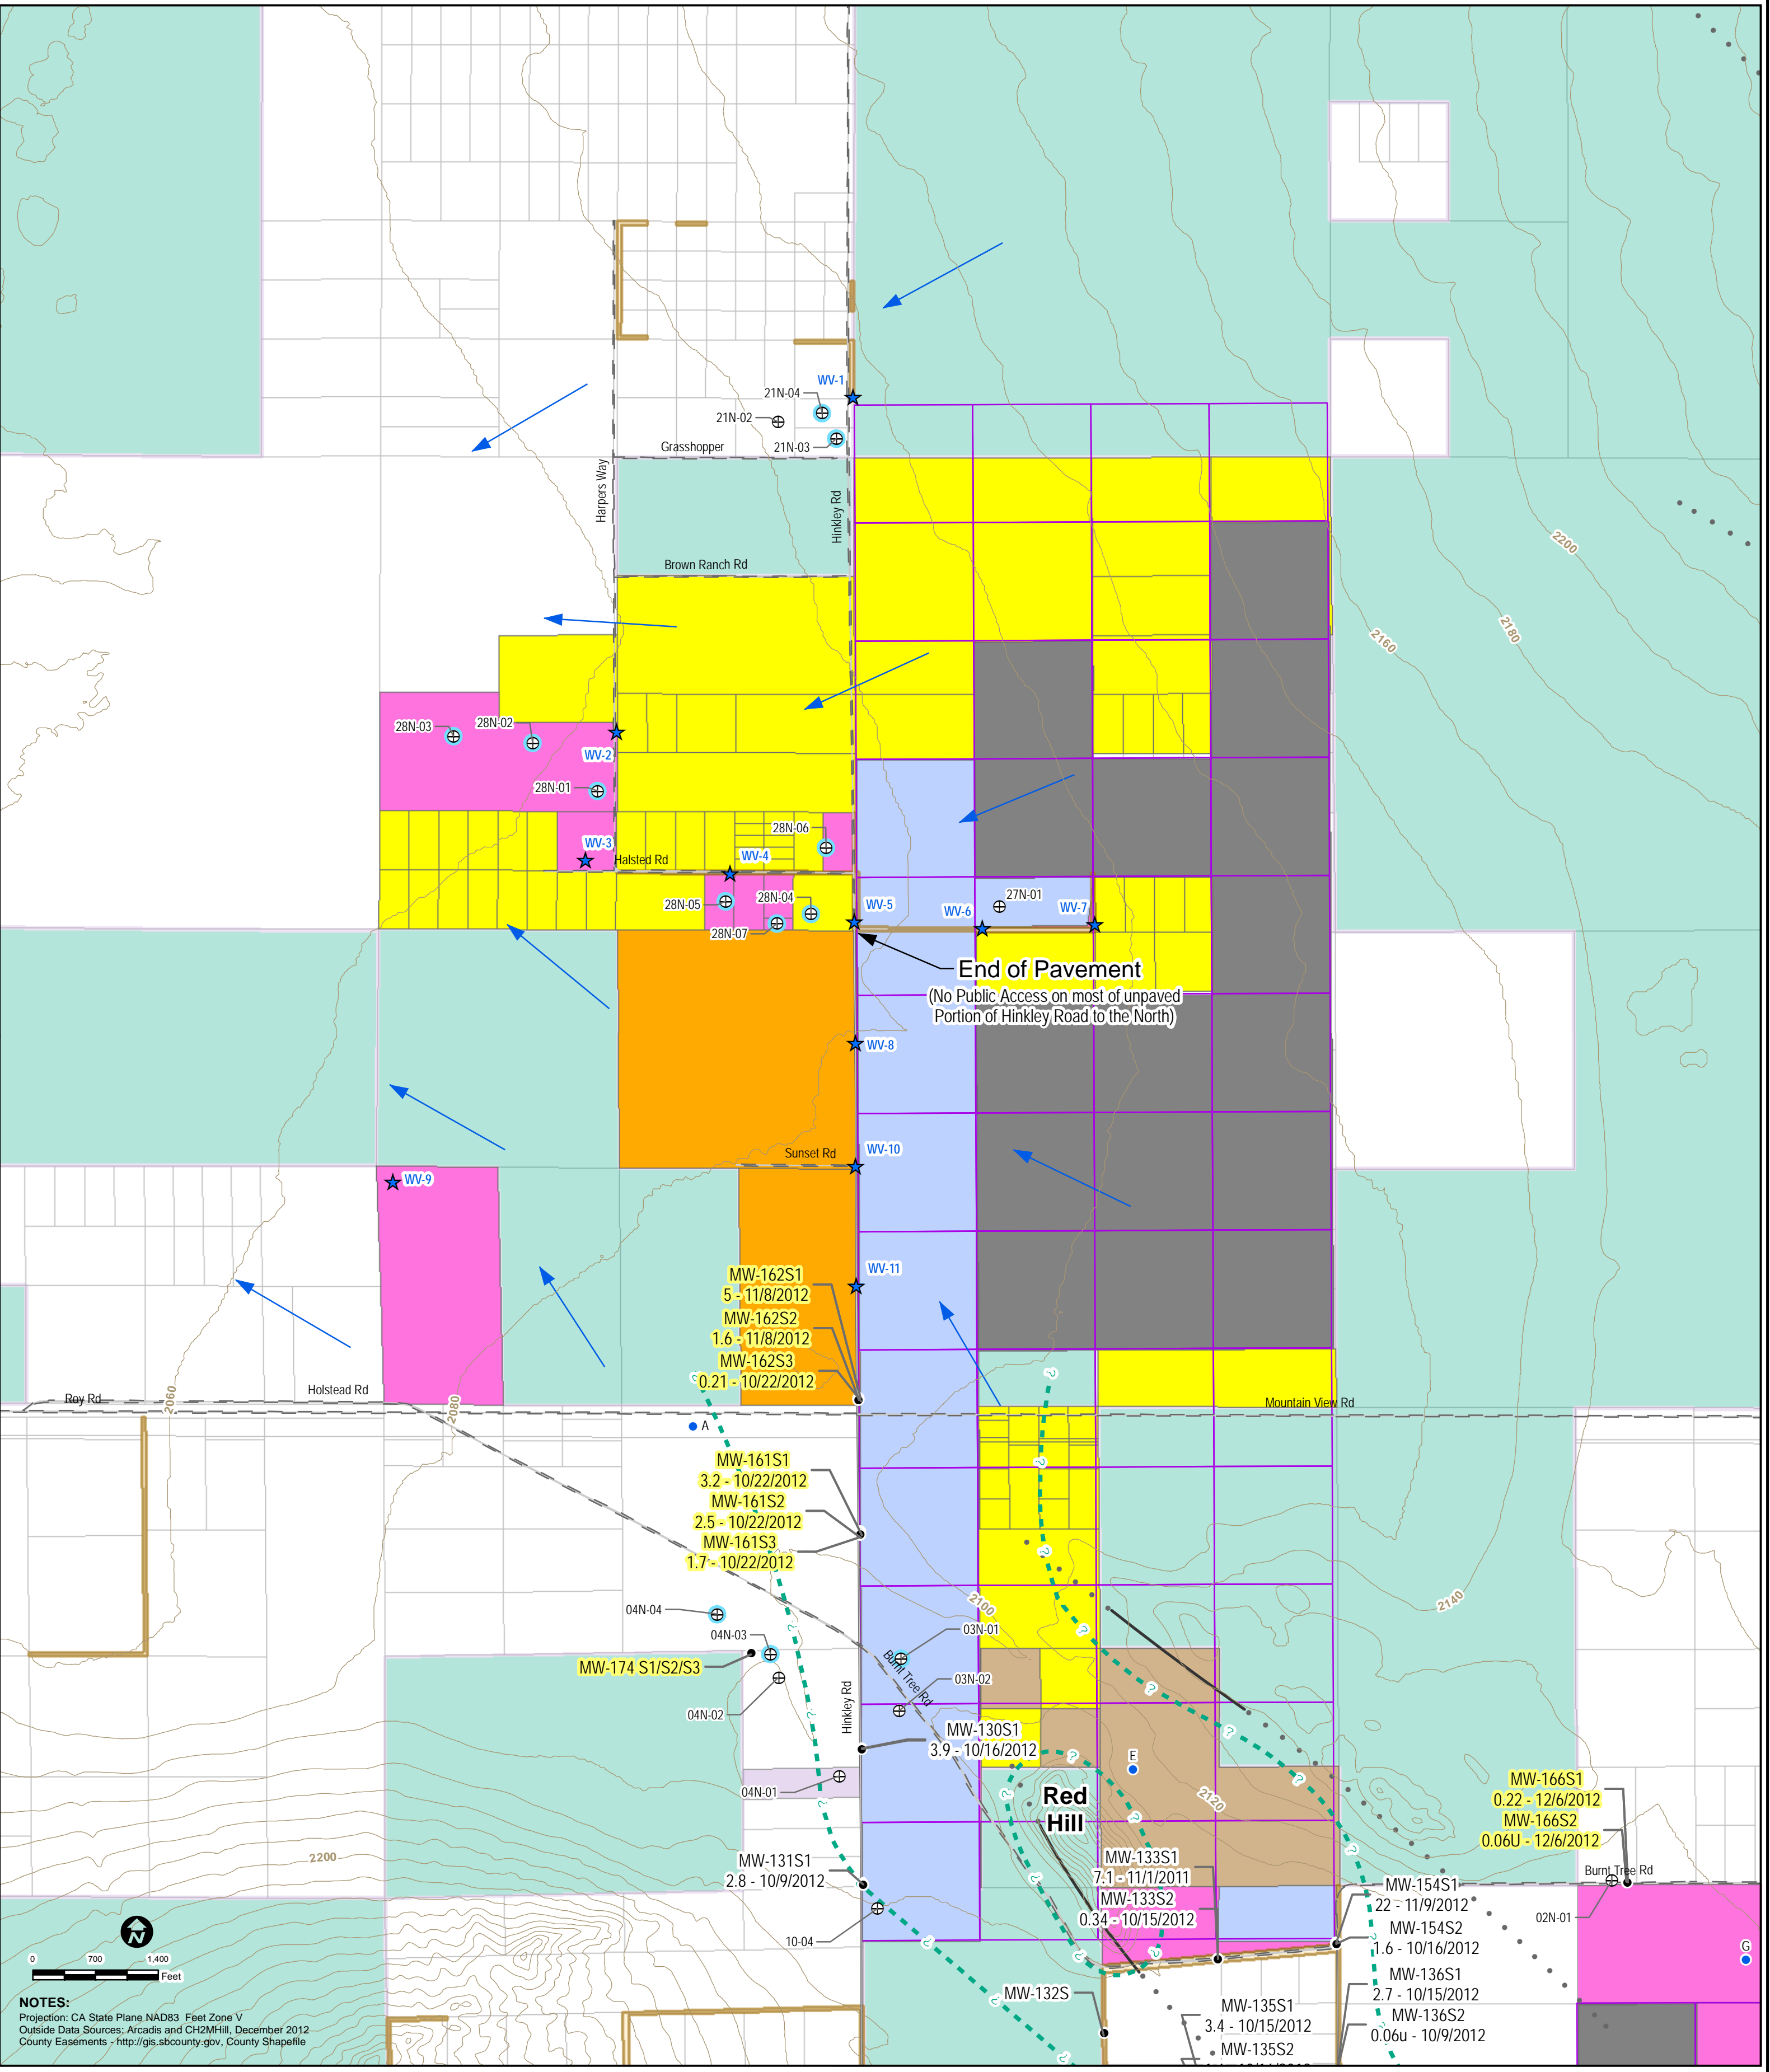 WV-1
21N-04
21N-02
21N-03
Grasshopper
Harpers Way
Hinkley Rd
2200
Brown Ranch Rd
2160
2180
28N-03
28N-02
WV-2
28N-01
28N-06
WV-3
Halsted Rd
WV-4
28N-05
28N-04
28N-07
WV-5
WV-6
27N-01
WV-7
End of Pavement
(No Public Access on most of unpaved
Portion of Hinkley Road to the North)
WV-8
Sunset Rd
WV-10
WV-9
WV-11
MW-162S1
5 - 11/8/2012
MW-162S2
1.6 - 11/8/2012
MW-162S3
0.21 - 10/22/2012
?
?
Roy Rd
2060
Holstead Rd
2080
Mountain View Rd
A
MW-161S1
3.2 - 10/22/2012
MW-161S2
2.5 - 10/22/2012
MW-161S3
1.7 - 10/22/2012
?
?
2100
2140
04N-04
?
04N-03
03N-01
MW-174 S1/S2/S3
Burnt Tree Rd
03N-02
?
04N-02
Hinkley Rd
?
MW-130S1
3.9 - 10/16/2012
?
?
E
Red
Hill
?
?
2120
04N-01
?
?
MW-166S1
0.22 - 12/6/2012
MW-166S2
0.06U - 12/6/2012
2200
MW-131S1
2.8 - 10/9/2012
MW-133S1
7.1 - 11/1/2011
MW-133S2
0.34 - 10/15/2012
?
?
Burnt Tree Rd
MW-154S1
22 - 11/9/2012
MW-154S2
1.6 - 10/16/2012
02N-01
10-04
?
?
?
?
G
N
0 700 1,400
Feet
MW-136S1
2.7 - 10/15/2012
MW-136S2
0.06u - 10/9/2012
MW-132S
?
?
MW-135S1
3.4 - 10/15/2012
MW-135S2
NOTES:
Projection: CA State Plane NAD83 Feet Zone V
Outside Data Sources: Arcadis and CH2MHill, December 2012
County Easements - http://gis.sbcounty.gov, County Shapefile